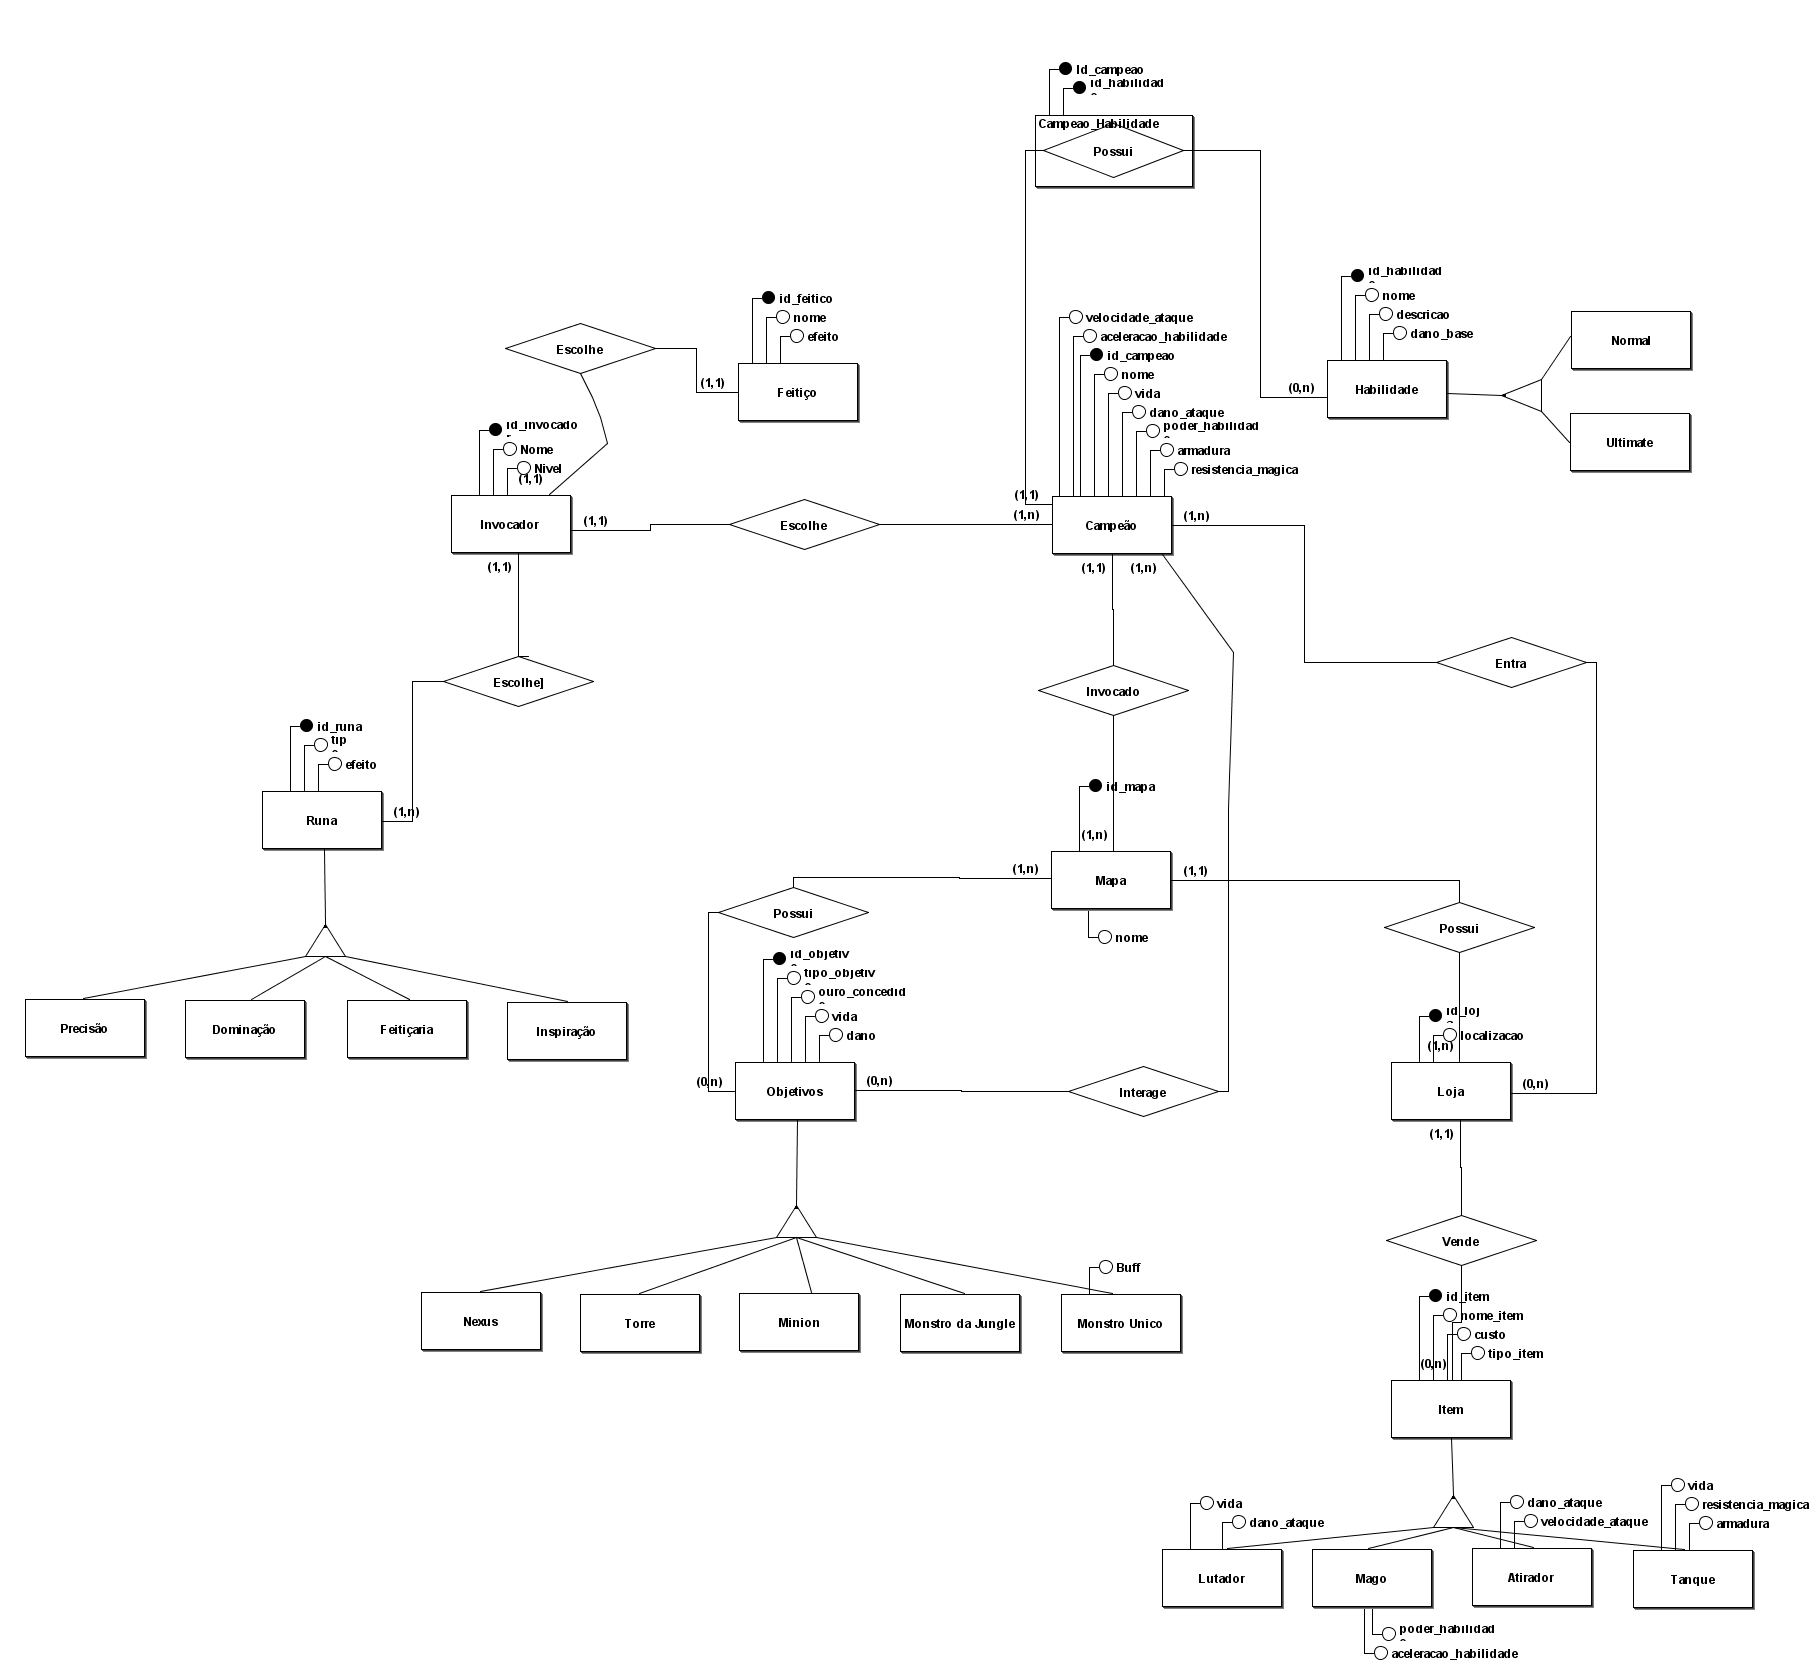 Id_campeao
id_habilidad
Campeao_Habilidade
Possui
id_habilidad
nome
descricao
dano_base
Habilidade
(0,n)
Normal
Ultimate
id_feitico
nome
efeito
Feitiço
(1,1)
Escolhe
velocidade_ataque
aceleracao_habilidade
id_campeao
nome
vida
dano_ataque
poder_habilidad
armadura
resistencia_magica
id_invocado
Nome
Nivel
(1,1)
Invocador
(1,1)
Escolhe
(1,1)
(1,n)
Campeão
(1,n)
(1,1)
(1,1)
(1,n)
Entra
Escolhe]
Invocado
id_runa
tip
efeito
Runa
(1,n)
id_mapa
(1,n)
(1,n)
Mapa
(1,1)
nome
Possui
Possui
id_objetiv
tipo_objetiv
ouro_concedid
vida
dano
Precisão
Dominação
Feitiçaria
Inspiração
id_loj
localizacao
(1,n)
(0,n)
Objetivos
(0,n)
Interage
Loja
(0,n)
(1,1)
Vende
Buff
Nexus
Torre
Minion
Monstro da Jungle
Monstro Unico
id_item
nome_item
custo
tipo_item
(0,n)
Item
vida
dano_ataque
dano_ataque
velocidade_ataque
vida
resistencia_magica
armadura
Lutador
Mago
Atirador
Tanque
poder_habilidad
aceleracao_habilidade